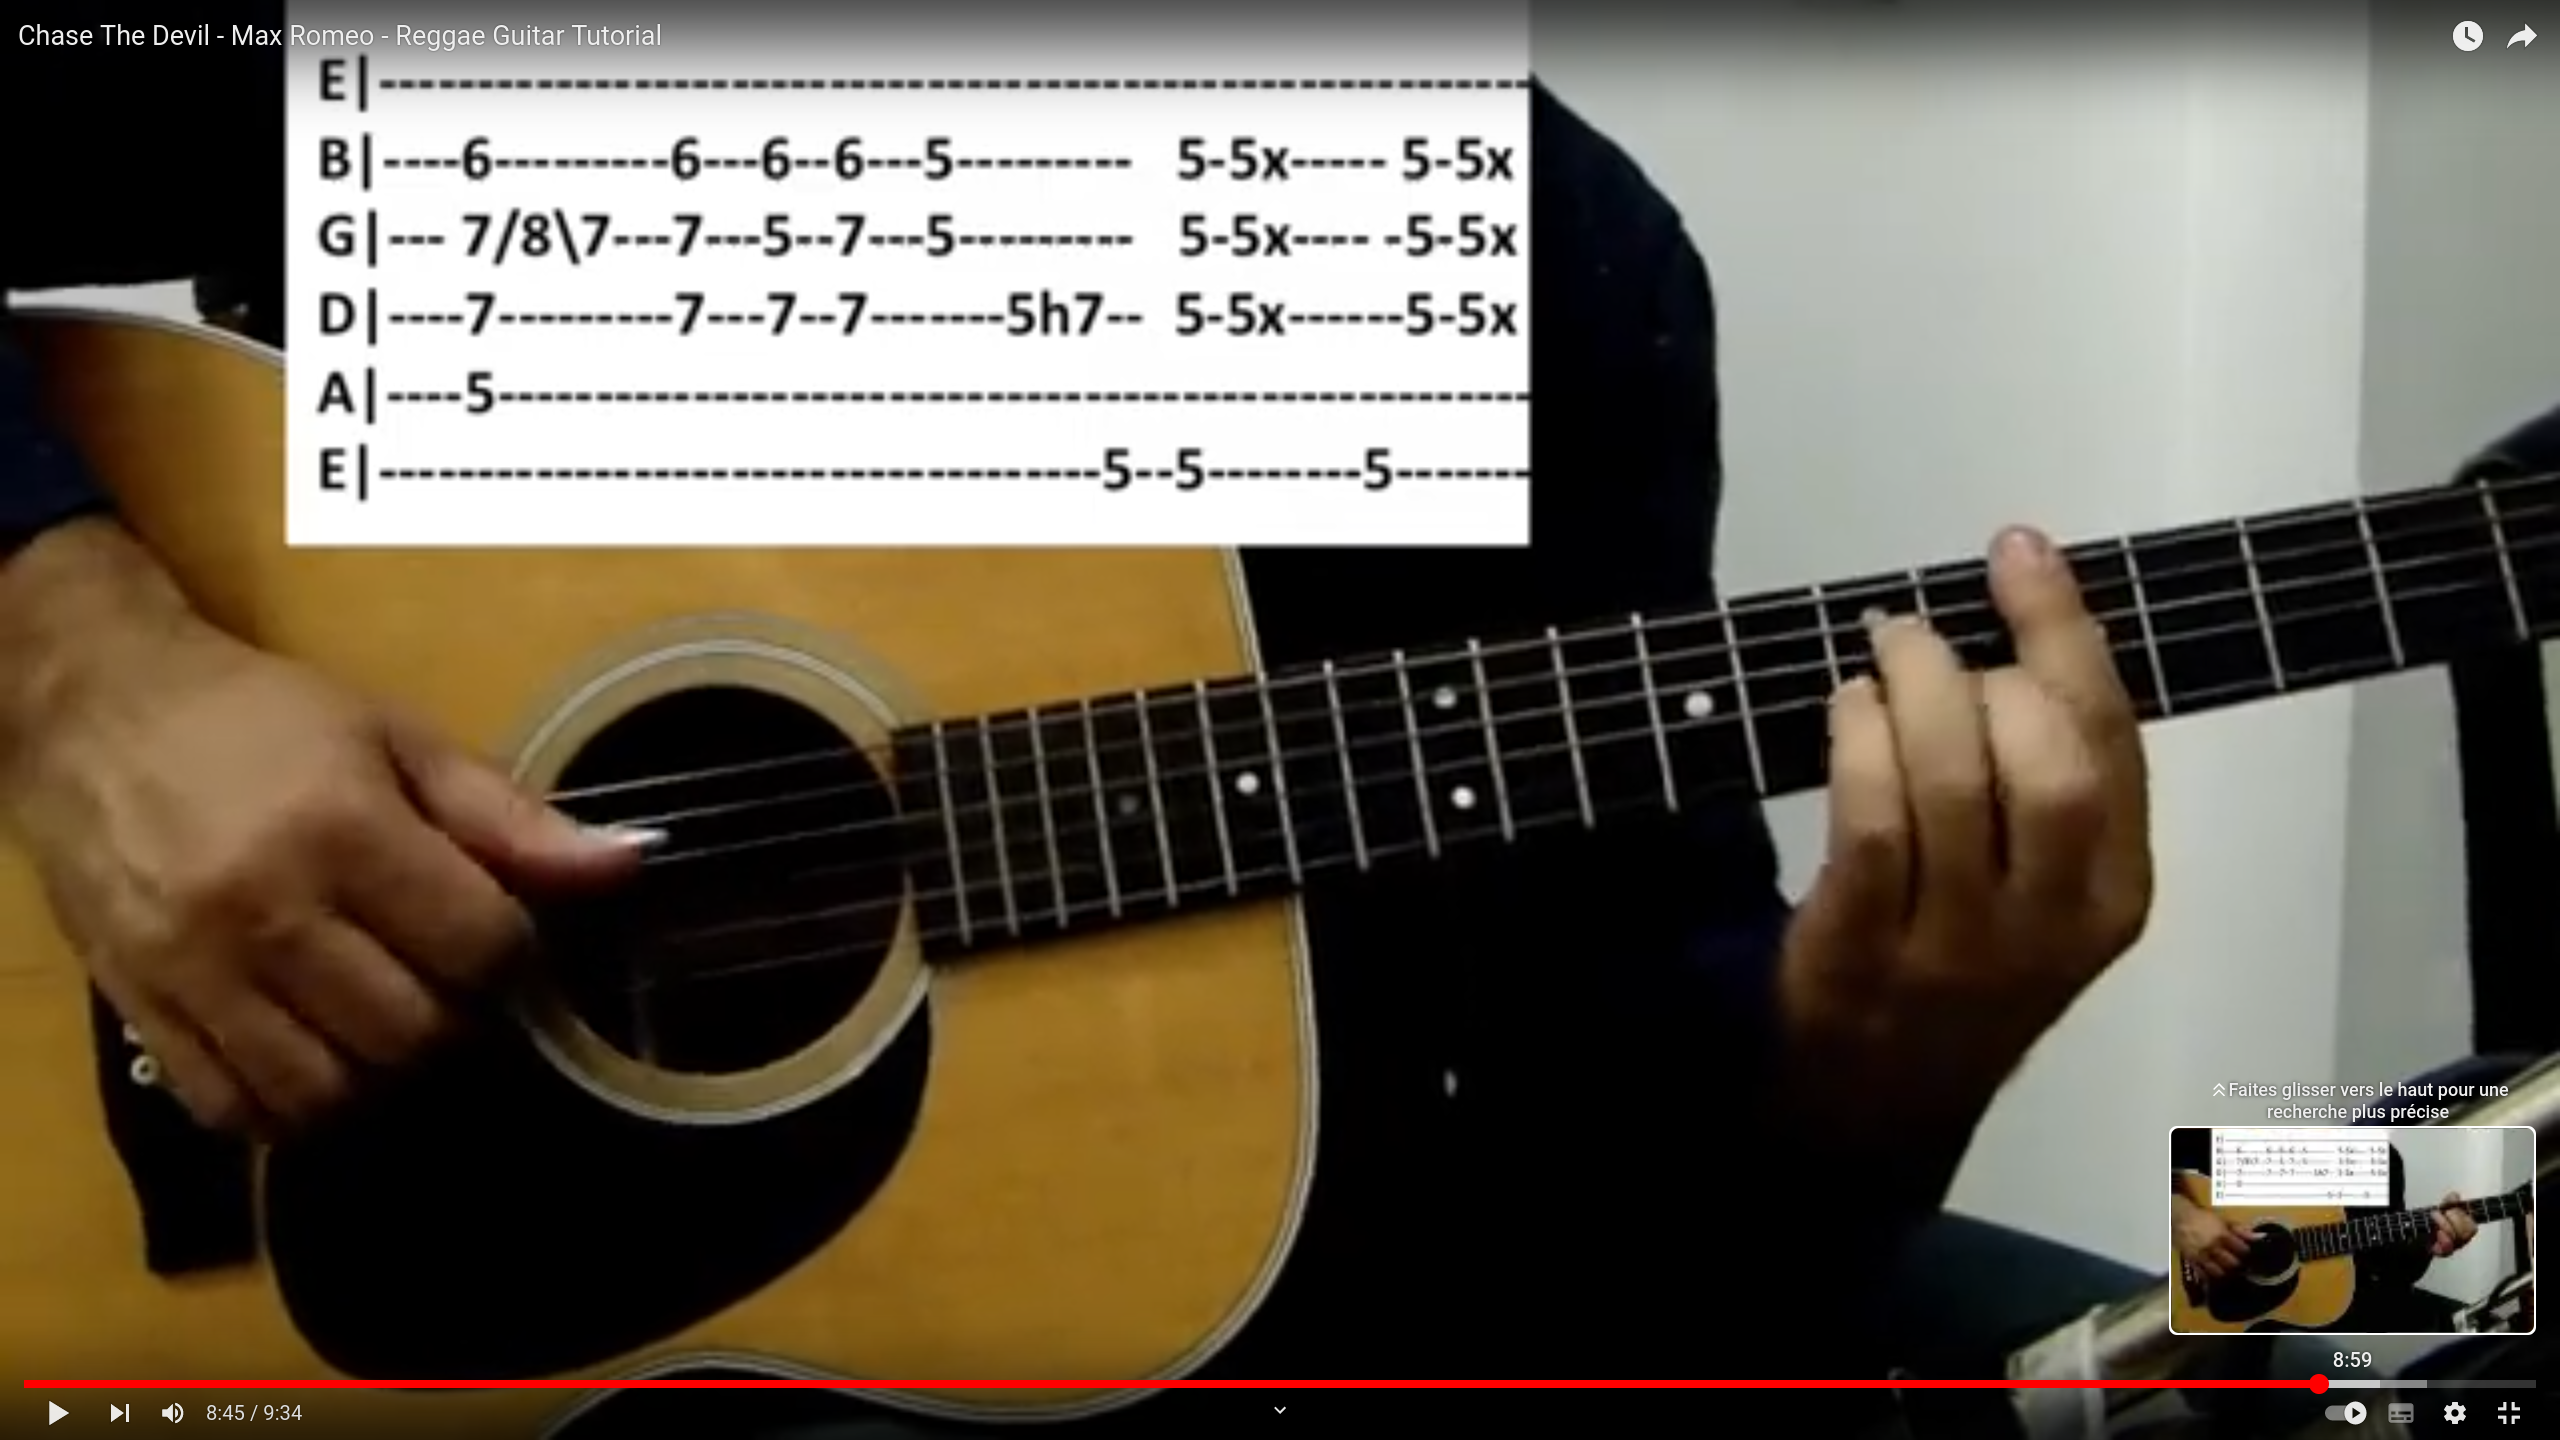 Chase The Devil - Max Romeo - Reggae Guitar Tutorial
E|-----------------------------------------------------------
B|----6---------6---6--6---5--------- 5-5x----- 5-5x
G|--- 7/8\7---7---5--7---5--------- 5-5x---- -5-5x
D|----7---------7---7--7-------5h7-- 5-5x------5-5x
A|----5-----------------------------------------------------
E|-------------------------------------5--5--------5-------
Faites glisser vers le haut pour une
recherche plus précise
8:59
8:45 / 9:34